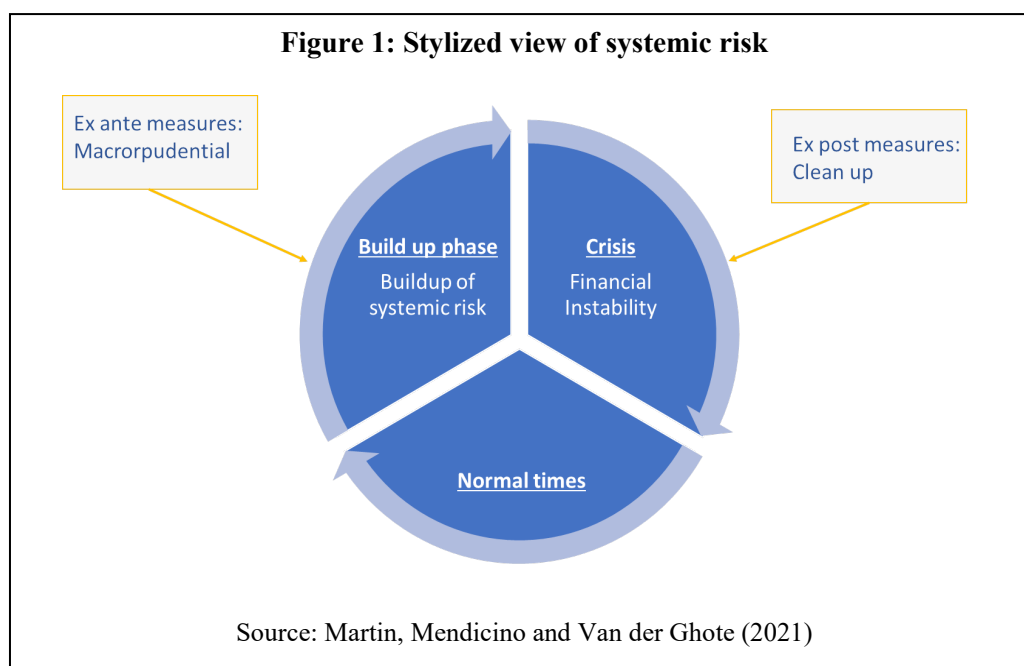 Figure 1: Stylized view of systemic risk
Ex ante measures:
Macrorpudential
Ex post measures:
Clean up
Build up phase
Buildup of
systemic risk
Crisis
Financial
Instability
Normal times
Source: Martin, Mendicino and Van der Ghote (2021)